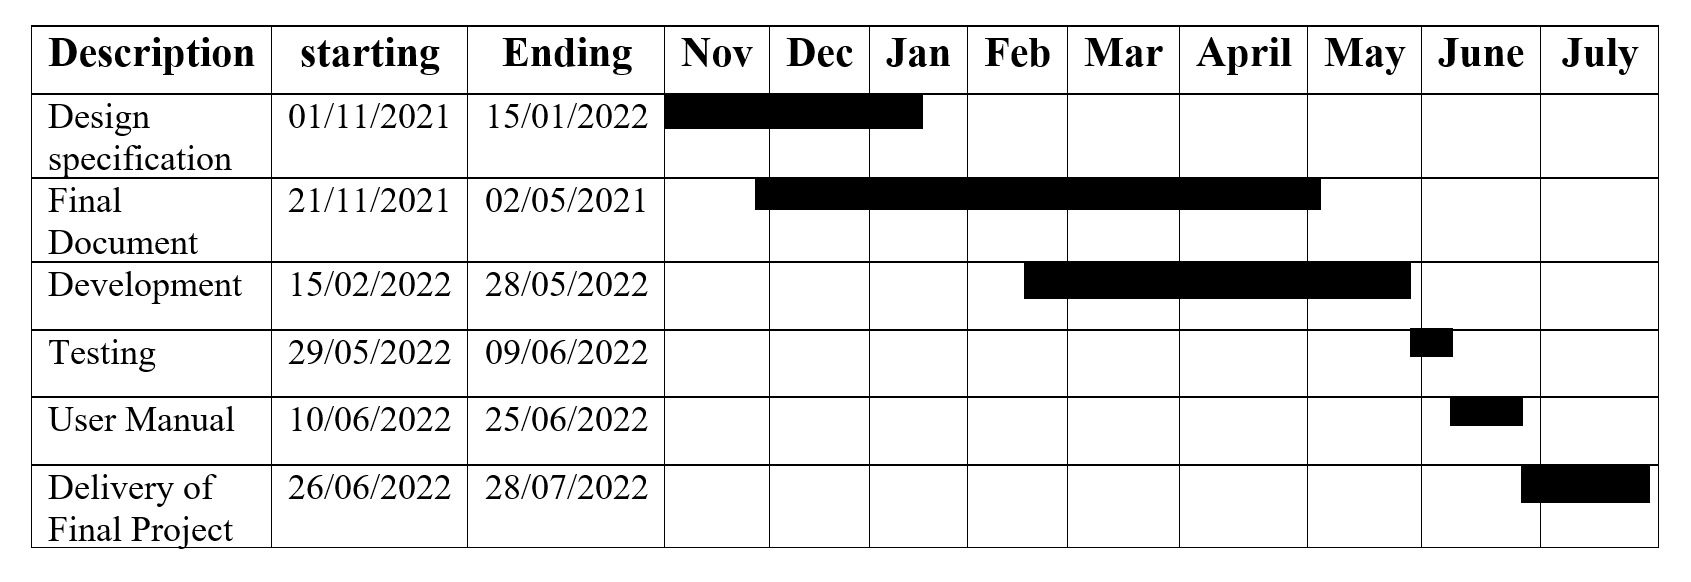 Description starting Ending Nov Dec Jan Feb Mar April May June July
Design 01/11/2021 15/01/2022
specification
Final 21/11/2021 02/05/2021
Document
Development 15/02/2022 28/05/2022
Testing 29/05/2022 09/06/2022
User Manual 10/06/2022 25/06/2022
Delivery of 26/06/2022 28/07/2022
Final Project